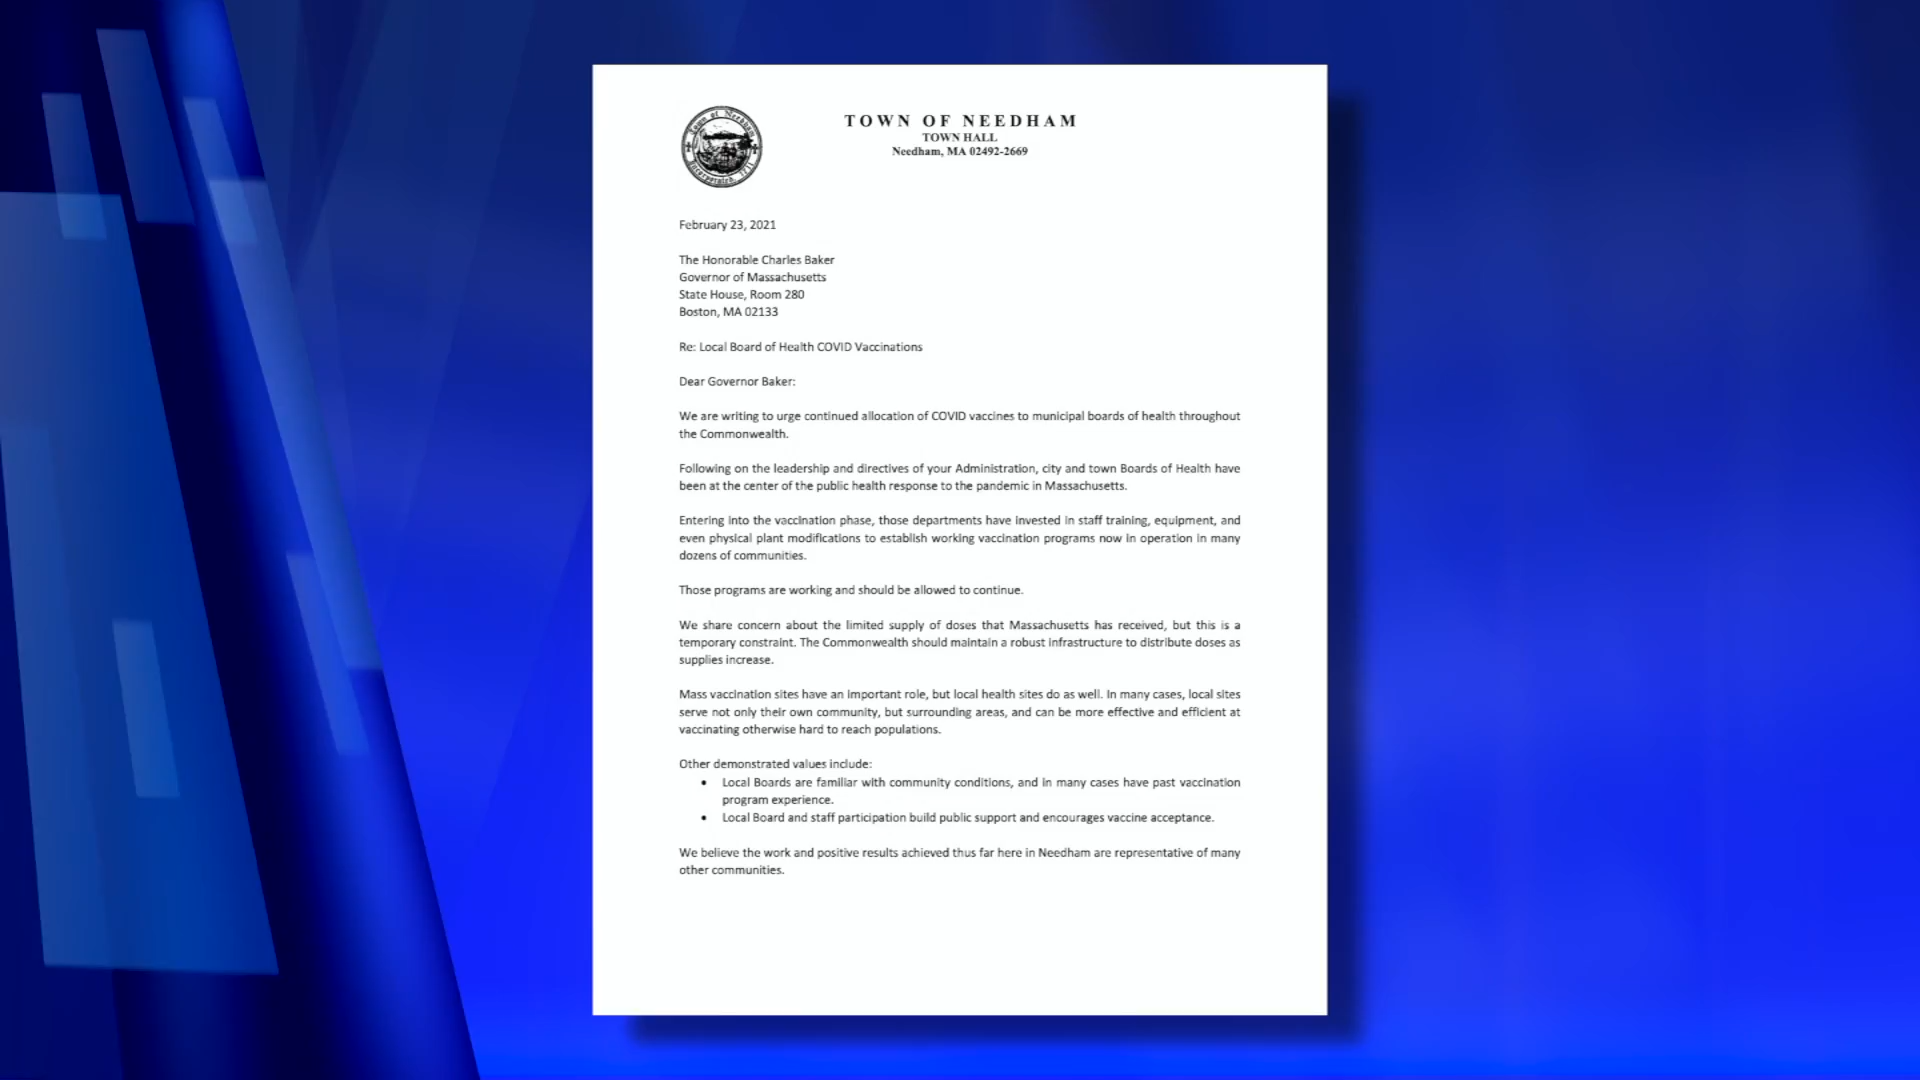 Town of Needham
Incorporated, 1711
TOWN OF NEEDHAM
TOWN HALL
Needham, MA 02492-2669
February 23, 2021
The Honorable Charles Baker
Governor of Massachusetts
State House, Room 280
Boston, MA 02133
Re: Local Board of Health COVID Vaccinations
Dear Governor Baker:
We are writing to urge continued allocation of COVID vaccines to municipal boards of health throughout
the Commonwealth.
Following on the leadership and directives of your Administration, city and town Boards of Health have
been at the center of the public health response to the pandemic in Massachusetts.
Entering into the vaccination phase, those departments have invested in staff training, equipment, and
even physical plant modifications to establish working vaccination programs now in operation in many
dozens of communities.
Those programs are working and should be allowed to continue.
We share concern about the limited supply of doses that Massachusetts has received, but this is a
temporary constraint. The Commonwealth should maintain a robust infrastructure to distribute doses as
supplies increase.
Mass vaccination sites have an important role, but local health sites do as well. In many cases, local sites
serve not only their own community, but surrounding areas, and can be more effective and efficient at
vaccinating otherwise hard to reach populations.
Other demonstrated values include:
• Local Boards are familiar with community conditions, and in many cases have past vaccination
program experience.
• Local Board and staff participation build public support and encourages vaccine acceptance.
We believe the work and positive results achieved thus far here in Needham are representative of many
other communities.